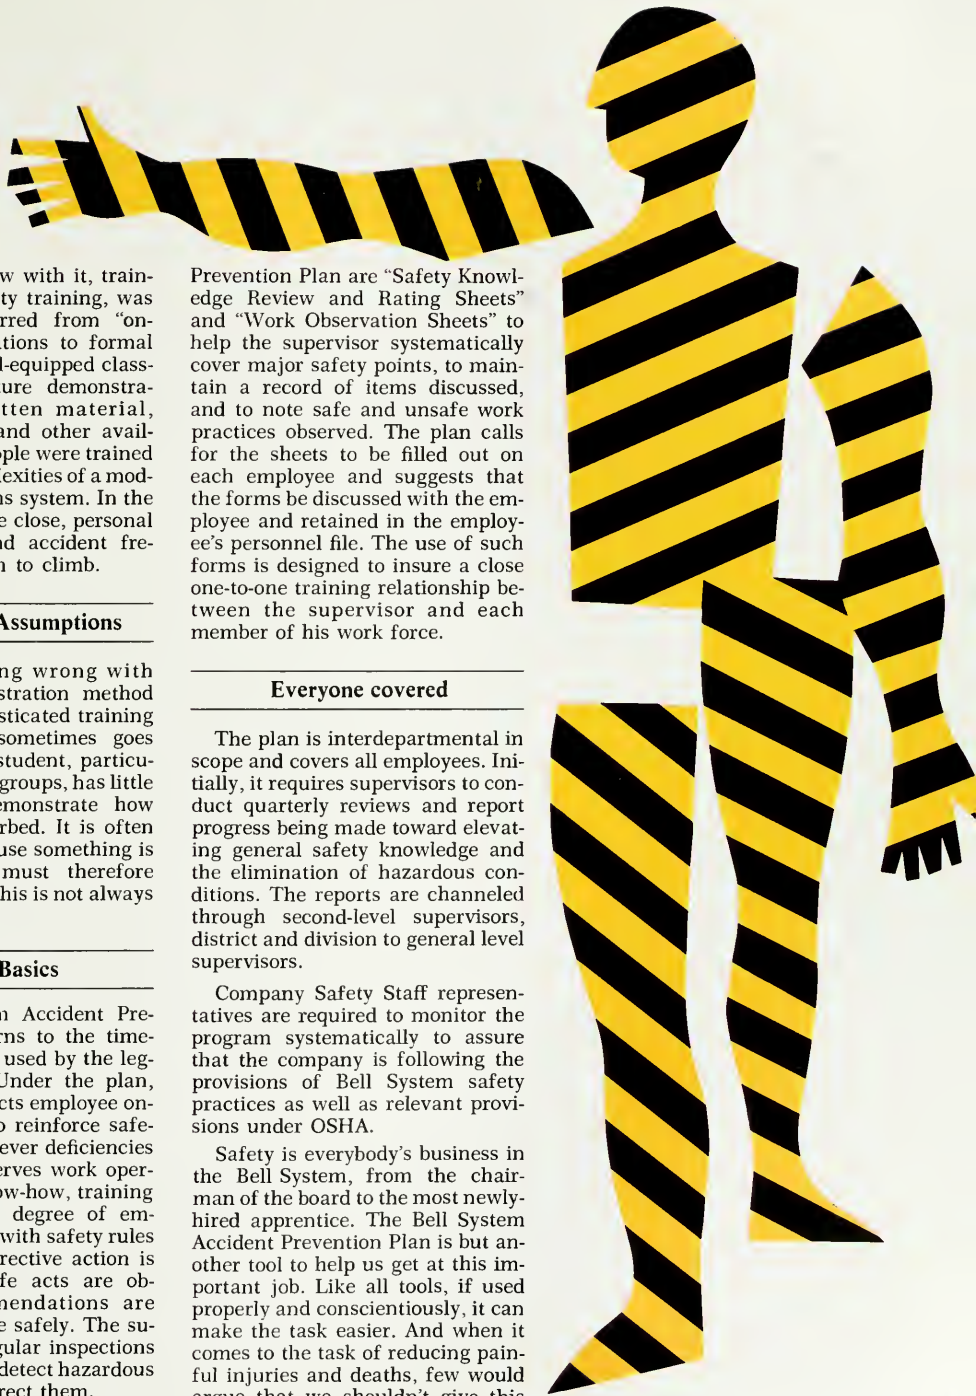 w with it, train-
ty training, was
rred from “on-
tions to formal
l-equipped class-
ure demonstra-
tten material,
and other avail-
ple were trained
lexities of a mod-
ns system. In the
e close, personal
nd accident fre-
n to climb.
Assumptions
ng wrong with
stration method
sticated training
sometimes goes
student, particu-
groups, has little
emonstrate how
rbed. It is often
use something is
must therefore
his is not always
Basics
n Accident Pre-
rns to the time-
used by the leg-
Under the plan,
cts employee on-
o reinforce safe-
ever deficiencies
erves work oper-
ow-how, training
degree of em-
with safety rules
rective action is
fe acts are ob-
mendations are
e safely. The su-
gular inspections
detect hazardous
rect them.
Prevention Plan are “Safety Knowl-
edge Review and Rating Sheets”
and “Work Observation Sheets” to
help the supervisor systematically
cover major safety points, to main-
tain a record of items discussed,
and to note safe and unsafe work
practices observed. The plan calls
for the sheets to be filled out on
each employee and suggests that
the forms be discussed with the em-
ployee and retained in the employ-
ee's personnel file. The use of such
forms is designed to insure a close
one-to-one training relationship be-
tween the supervisor and each
member of his work force.
Everyone covered
The plan is interdepartmental in
scope and covers all employees. Ini-
tially, it requires supervisors to con-
duct quarterly reviews and report
progress being made toward elevat-
ing general safety knowledge and
the elimination of hazardous con-
ditions. The reports are channeled
through second-level supervisors,
district and division to general level
supervisors.
Company Safety Staff represen-
tatives are required to monitor the
program systematically to assure
that the company is following the
provisions of Bell System safety
practices as well as relevant provi-
sions under OSHA.
Safety is everybody's business in
the Bell System, from the chair-
man of the board to the most newly-
hired apprentice. The Bell System
Accident Prevention Plan is but an-
other tool to help us get at this im-
portant job. Like all tools, if used
properly and conscientiously, it can
make the task easier. And when it
comes to the task of reducing pain-
ful injuries and deaths, few would
argue that we shouldn't give this